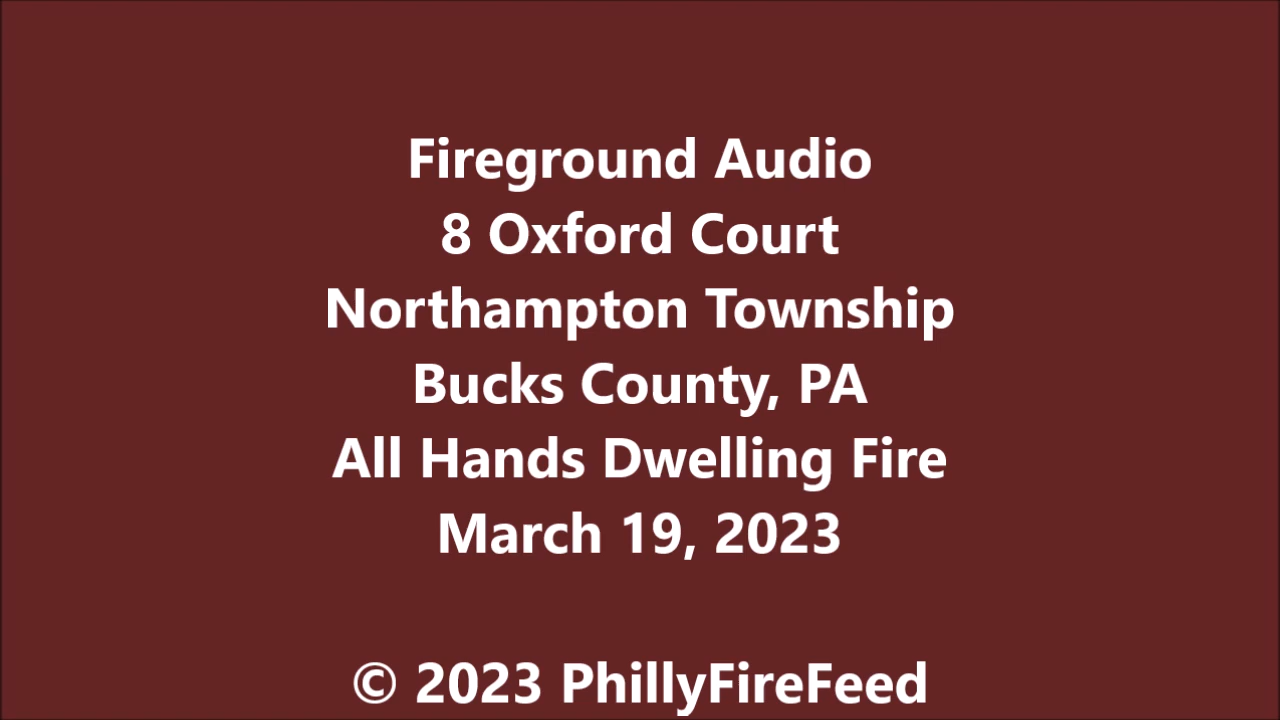 Fireground Audio
8 Oxford Court
Northampton Township
Bucks County, PA
All Hands Dwelling Fire
March 19, 2023
© 2023 PhillyFireFeed